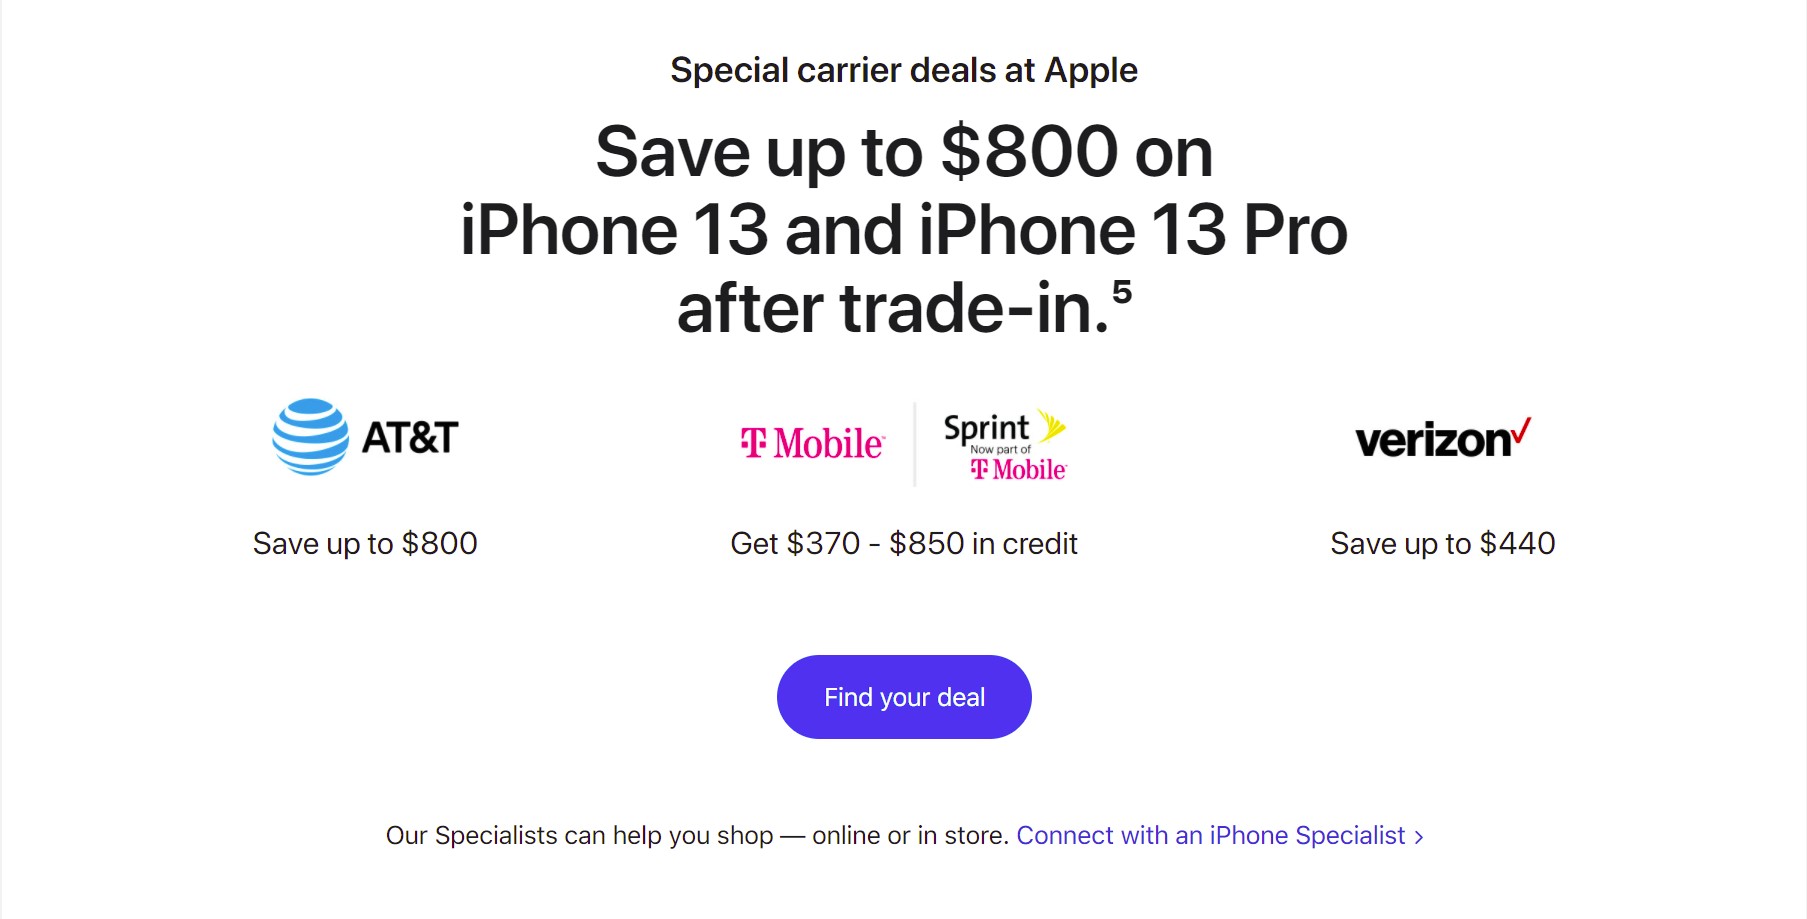 Special carrier deals at Apple
Save up to $800 on
iPhone 13 and iPhone 13 Pro
after trade-in.⁵
AT&T
Save up to $800
T Mobile
Sprint
Now part of
T Mobile
Get $370 - $850 in credit
verizon✓
Save up to $440
Find your deal
Our Specialists can help you shop — online or in store. Connect with an iPhone Specialist >